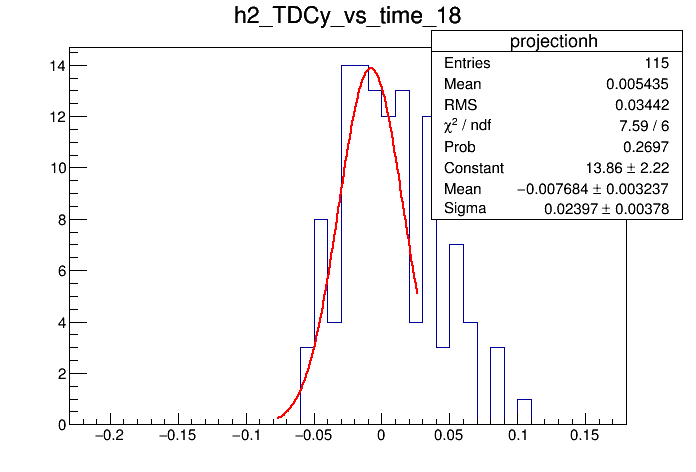 h2_TDCy_vs_time_18
projectionh
Entries 115
Mean 0.005435
RMS 0.03442
χ² / ndf 7.59 / 6
Prob 0.2697
Constant 13.86 ± 2.22
Mean −0.007684 ± 0.003237
Sigma 0.02397 ± 0.00378
14
12
10
8
6
4
2
0
−0.2 −0.15 −0.1 −0.05 0 0.05 0.1 0.15